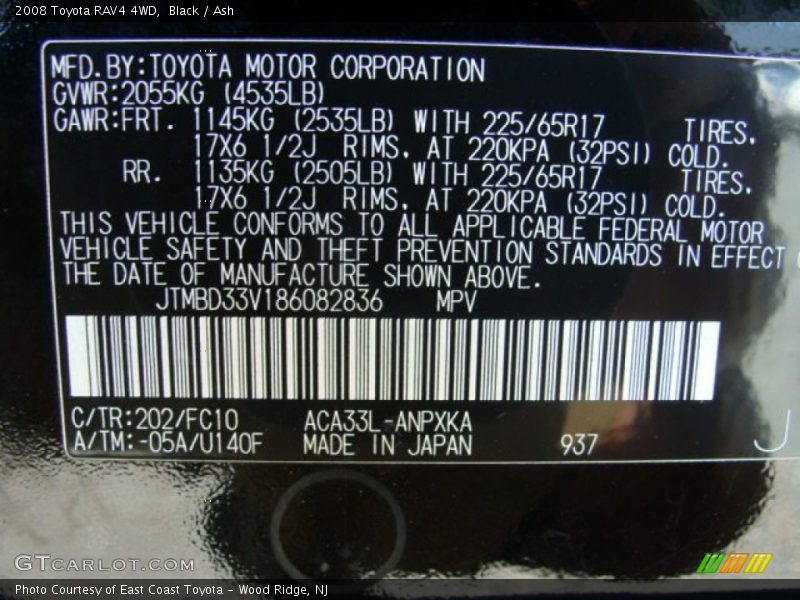 2008 Toyota RAV4 4WD, Black / Ash
MFD.BY:TOYOTA MOTOR CORPORATION
GVWR:2055KG (4535LB)
GAWR:FRT. 1145KG (2535LB) WITH 225/65R17 TIRES,
17X6 1/2J RIMS, AT 220KPA (32PSI) COLD.
RR. 1135KG (2505LB) WITH 225/65R17 TIRES,
17X6 1/2J RIMS, AT 220KPA (32PSI) COLD.
THIS VEHICLE CONFORMS TO ALL APPLICABLE FEDERAL MOTOR
VEHICLE SAFETY AND THEFT PREVENTION STANDARDS IN EFFECT
THE DATE OF MANUFACTURE SHOWN ABOVE.
JTMBD33V186082836 MPV
C/TR:202/FC10 ACA33L-ANPXKA
A/TM:-05A/U140F MADE IN JAPAN 937
J
GTCARLOT.COM
Photo Courtesy of East Coast Toyota - Wood Ridge, NJ